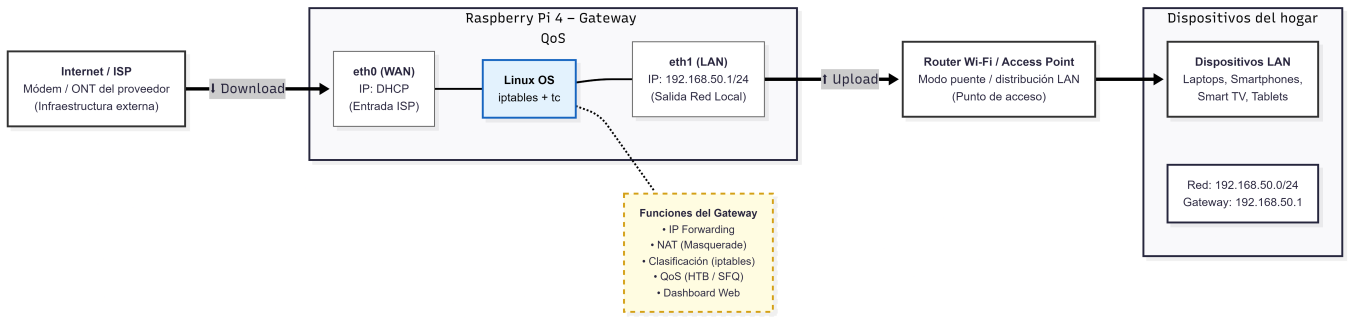 Internet / ISP
Módem / ONT del proveedor
(Infraestructura externa)
⬇ Download
Raspberry Pi 4 – Gateway
QoS
eth0 (WAN)
IP: DHCP
(Entrada ISP)
Linux OS
iptables + tc
eth1 (LAN)
IP: 192.168.50.1/24
(Salida Red Local)
⬆ Upload
Router Wi-Fi / Access Point
Modo puente / distribución LAN
(Punto de acceso)
Dispositivos del hogar
Dispositivos LAN
Laptops, Smartphones,
Smart TV, Tablets
Red: 192.168.50.0/24
Gateway: 192.168.50.1
Funciones del Gateway
• IP Forwarding
• NAT (Masquerade)
• Clasificación (iptables)
• QoS (HTB / SFQ)
• Dashboard Web